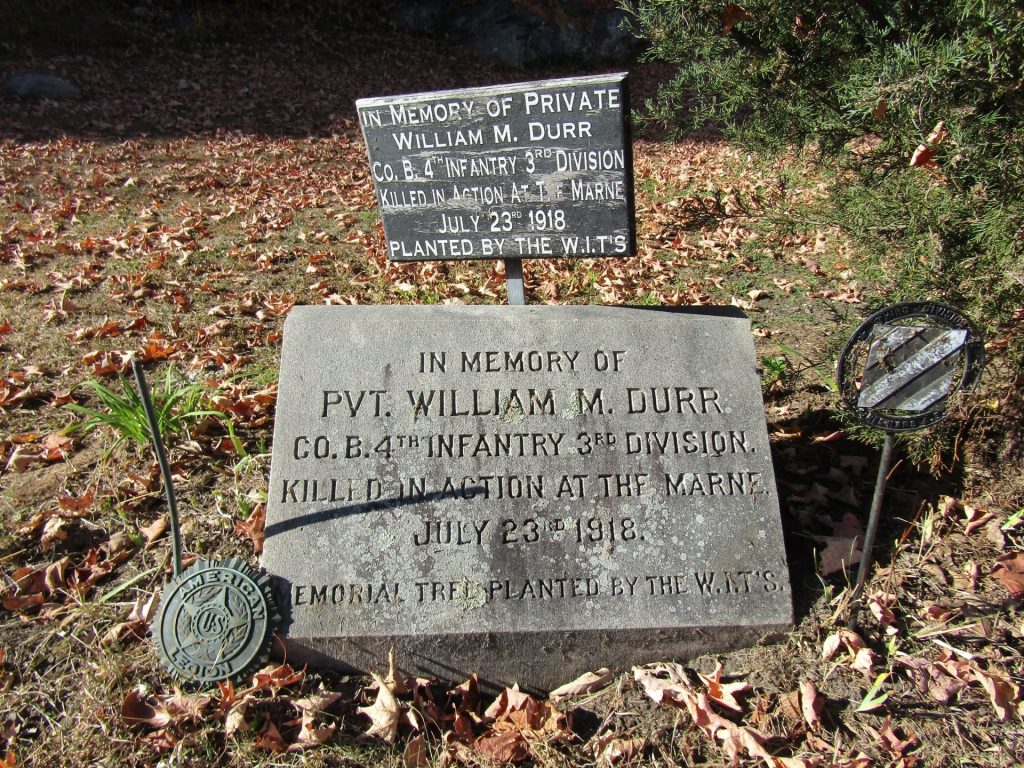 IN MEMORY OF PRIVATE
WILLIAM M. DURR
CO. B. 4TH INFANTRY 3RD DIVISION
KILLED IN ACTION AT T E MARNE
JULY 23RD 1918
PLANTED BY THE W.I.T'S
IN MEMORY OF
PVT. WILLIAM M. DURR.
CO. B. 4TH INFANTRY 3RD DIVISION.
KILLED IN ACTION AT THE MARNE.
JULY 23RD 1918.
MEMORIAL TREE PLANTED BY THE W.I.T'S.
AMERICAN
US
LEGION